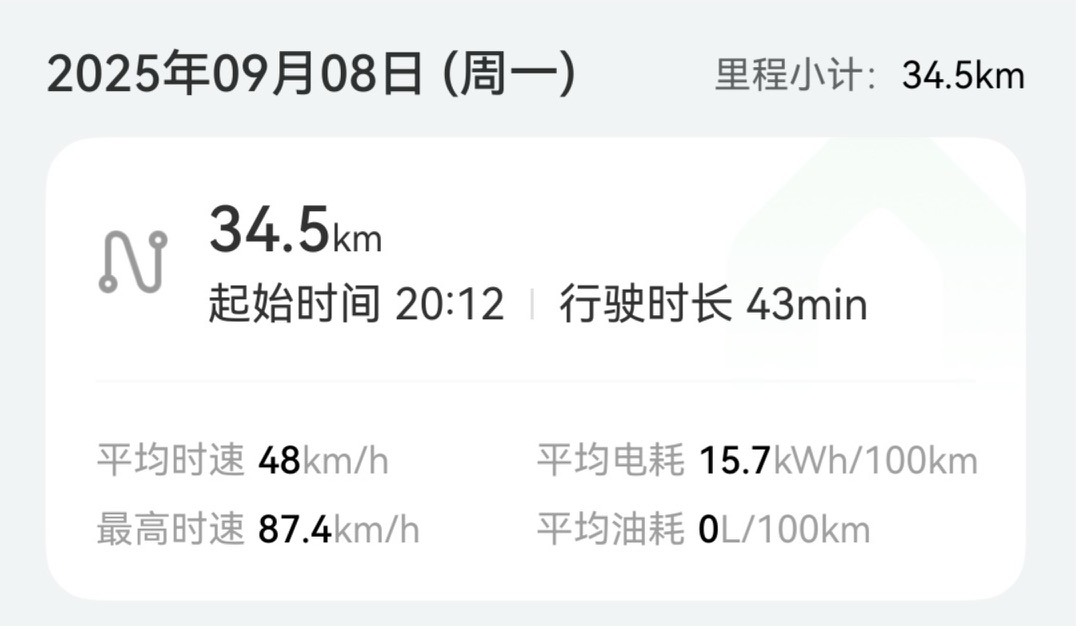 2025年09月08日 (周一) 里程小计: 34.5km
34.5km
起始时间 20:12 | 行驶时长 43min
平均时速 48km/h 平均电耗 15.7kWh/100km
最高时速 87.4km/h 平均油耗 0L/100km